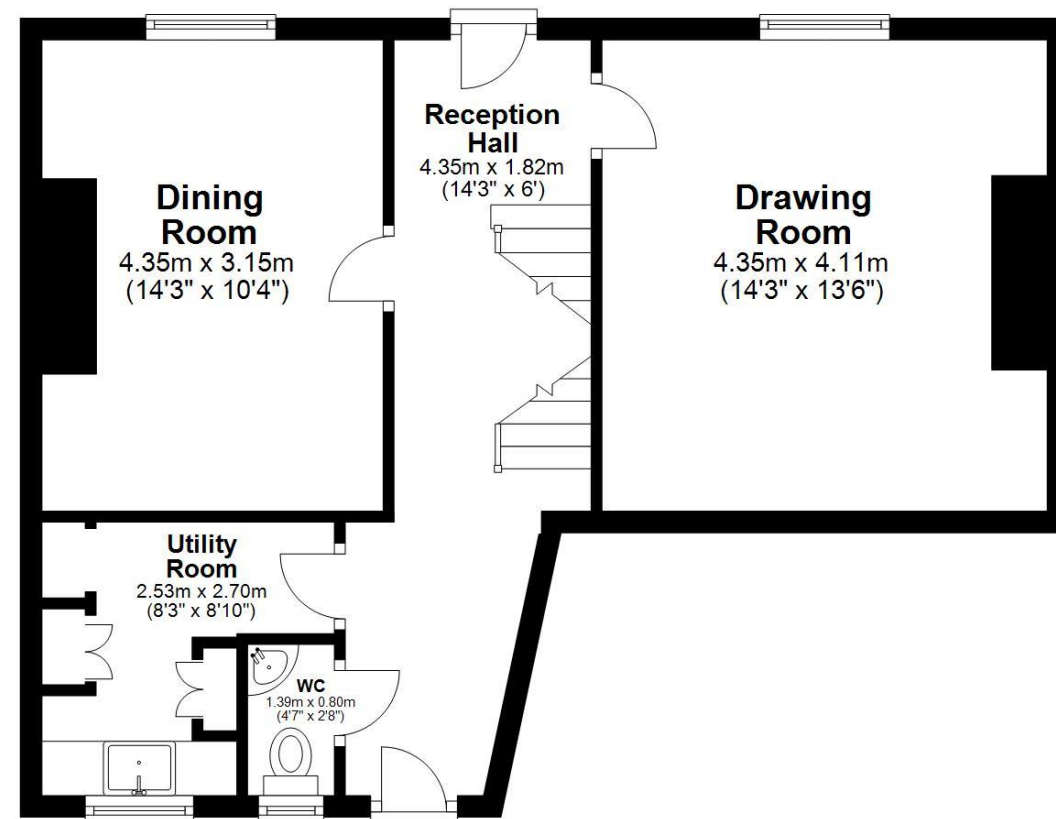 Reception
Hall
4.35m x 1.82m
(14'3" x 6')
Dining
Room
4.35m x 3.15m
(14'3" x 10'4")
Drawing
Room
4.35m x 4.11m
(14'3" x 13'6")
Utility
Room
2.53m x 2.70m
(8'3" x 8'10")
WC
1.39m x 0.80m
(4'7" x 2'8")